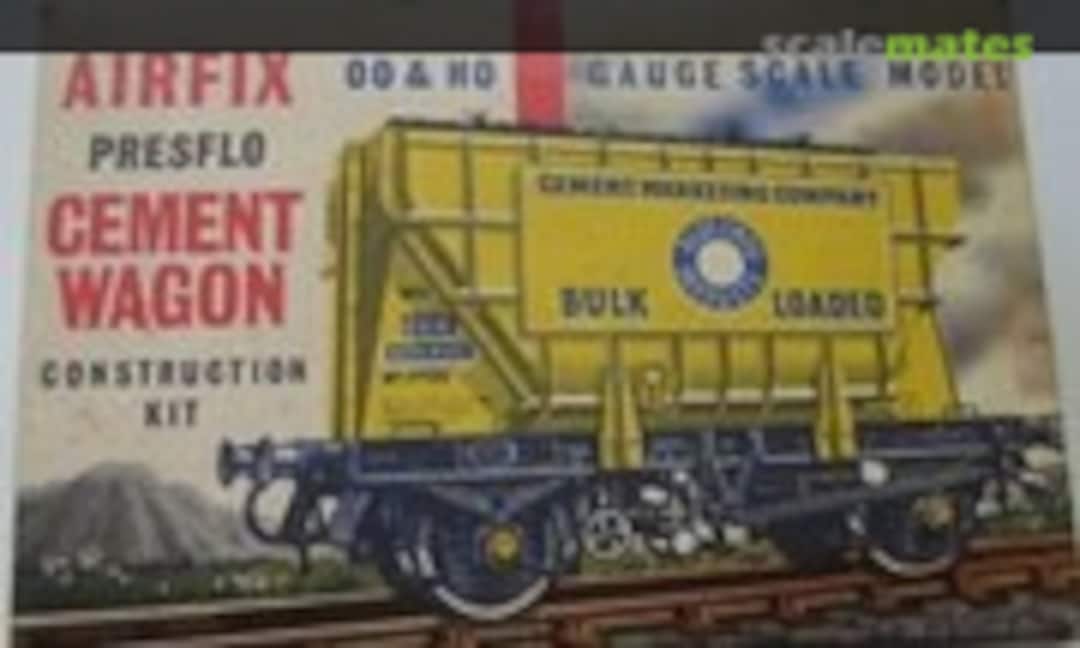 scalemates
AIRFIX
OO & HO GAUGE SCALE MODEL
PRESFLO
CEMENT
WAGON
CONSTRUCTION
KIT
CEMENT MARKETING COMPANY
BULK LOADED